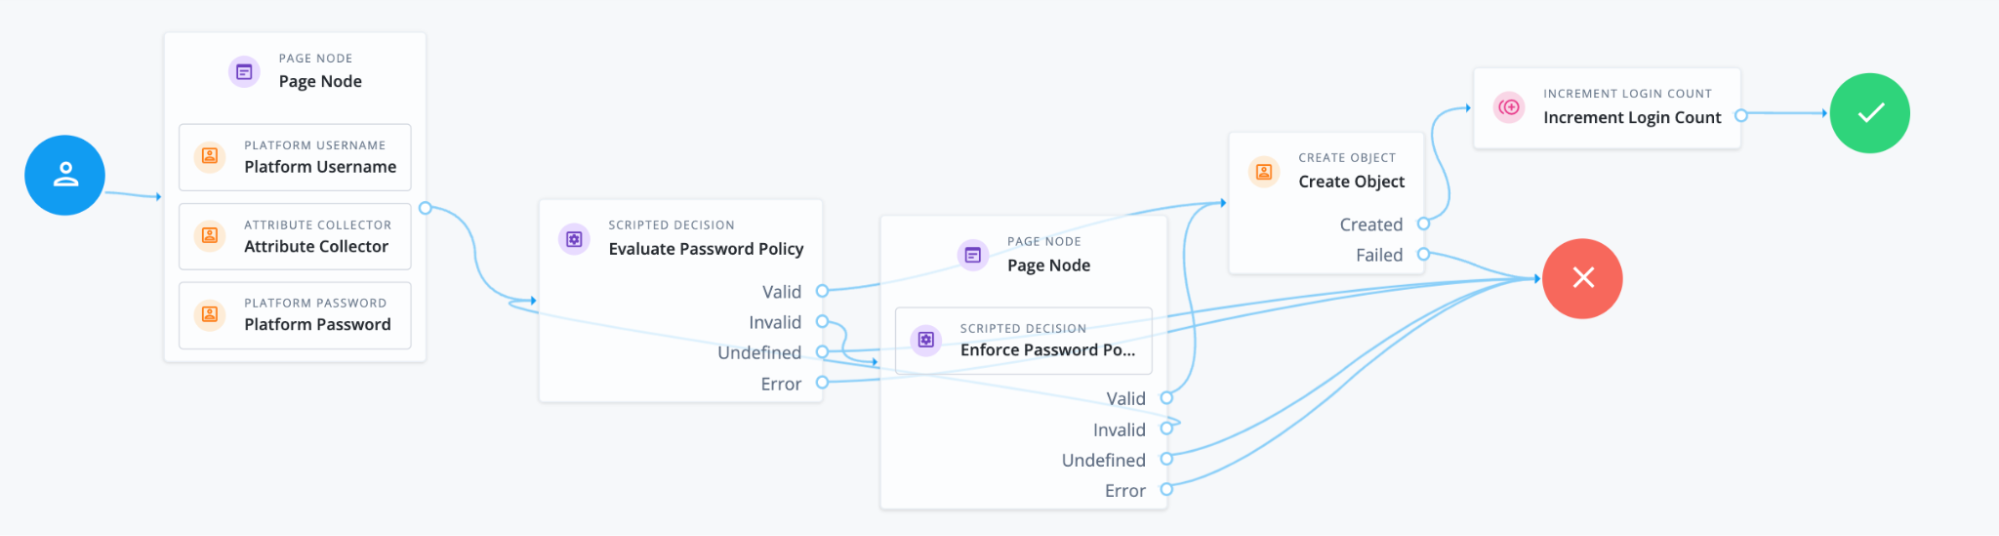 PAGE NODE
Page Node
PLATFORM USERNAME
Platform Username
ATTRIBUTE COLLECTOR
Attribute Collector
PLATFORM PASSWORD
Platform Password
SCRIPTED DECISION
Evaluate Password Policy
Valid
Invalid
Undefined
Error
PAGE NODE
Page Node
SCRIPTED DECISION
Enforce Password Po...
Valid
Invalid
Undefined
Error
CREATE OBJECT
Create Object
Created
Failed
INCREMENT LOGIN COUNT
Increment Login Count